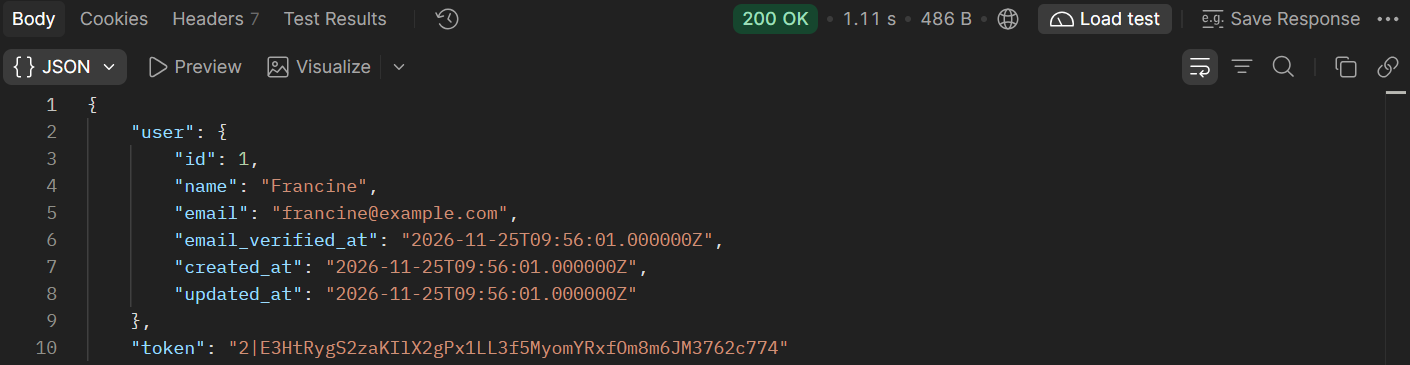 Body Cookies Headers 7 Test Results 200 OK • 1.11 s • 486 B • Load test e.g. Save Response •••
{} JSON Preview Visualize
1 {
2 "user": {
3 "id": 1,
4 "name": "Francine",
5 "email": "francine@example.com",
6 "email_verified_at": "2026-11-25T09:56:01.000000Z",
7 "created_at": "2026-11-25T09:56:01.000000Z",
8 "updated_at": "2026-11-25T09:56:01.000000Z"
9 },
10 "token": "2|E3HtRygS2zaKIlX2gPx1LL3f5MyomYRxfOm8m6JM3762c774"